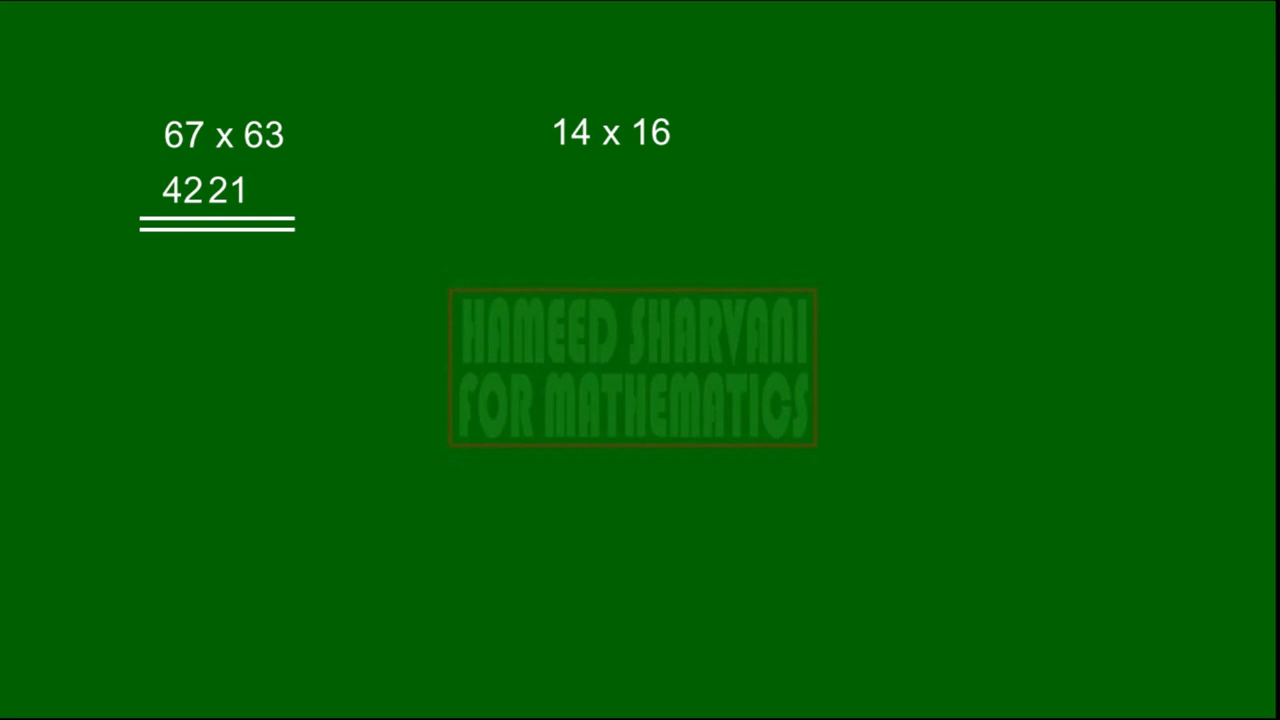 67 x 63
4221
14 x 16
HAMEED SHARVANI
FOR MATHEMATICS